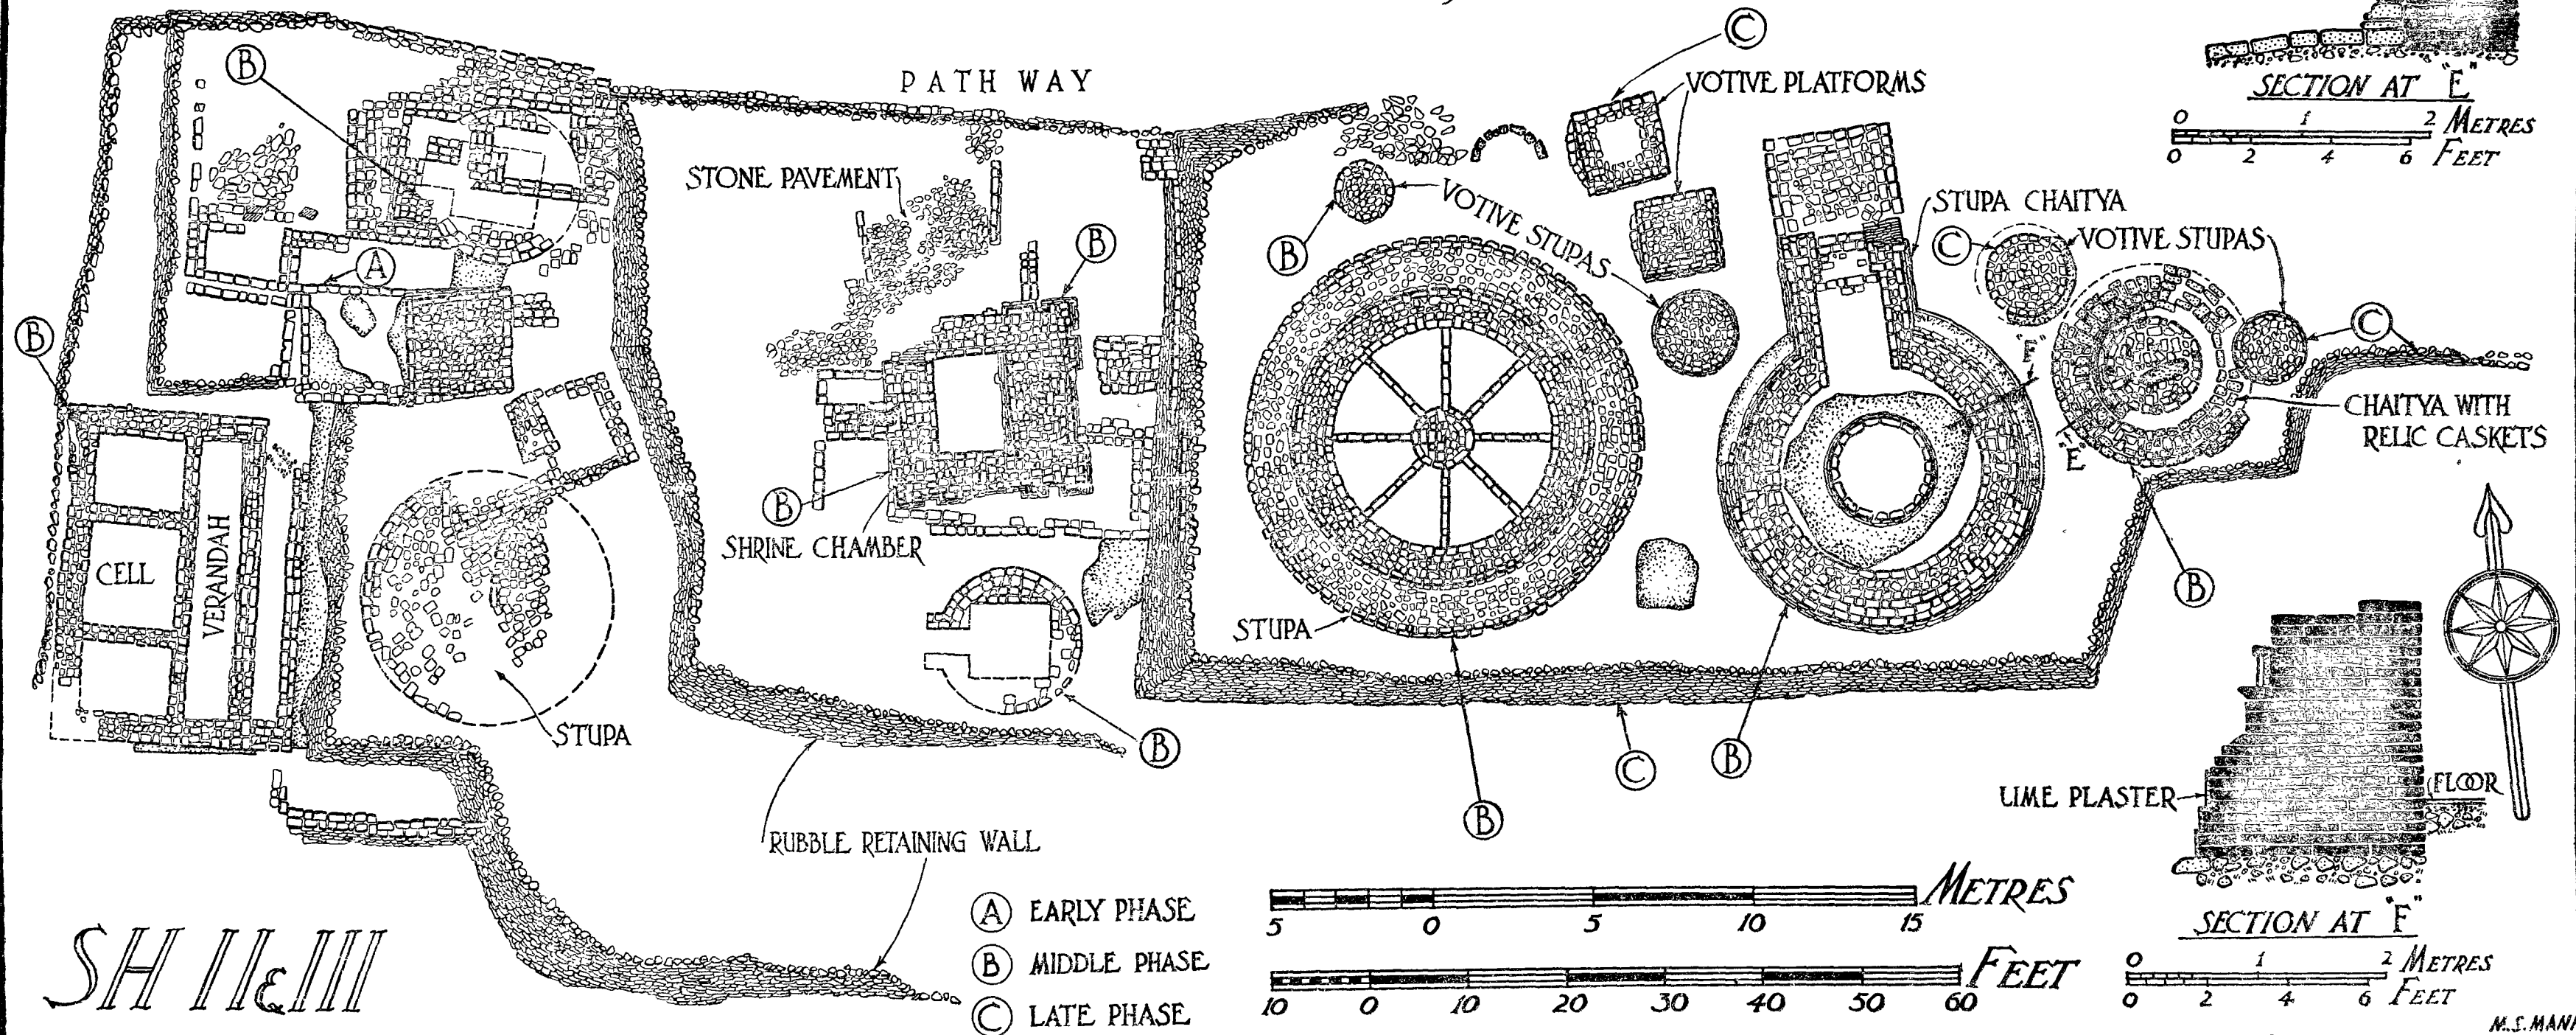 PATH WAY
Ⓒ
VOTIVE PLATFORMS
SECTION AT "E"
0 1 2 METRES
0 2 4 6 FEET
Ⓑ
STONE PAVEMENT
Ⓑ
Ⓑ
VOTIVE STUPAS
STUPA CHAITYA
Ⓒ
VOTIVE STUPAS
Ⓐ
Ⓑ
Ⓒ
"E"
"E"
CHAITYA WITH
RELIC CASKETS
CELL
VERANDAH
Ⓑ
SHRINE CHAMBER
STUPA
Ⓑ
STUPA
Ⓑ
Ⓒ
Ⓑ
Ⓑ
LIME PLASTER
FLOOR
RUBBLE RETAINING WALL
SH II & III
Ⓐ EARLY PHASE
Ⓑ MIDDLE PHASE
Ⓒ LATE PHASE
5 0 5 10 15 METRES
10 0 10 20 30 40 50 60 FEET
SECTION AT "F"
0 1 2 METRES
0 2 4 6 FEET